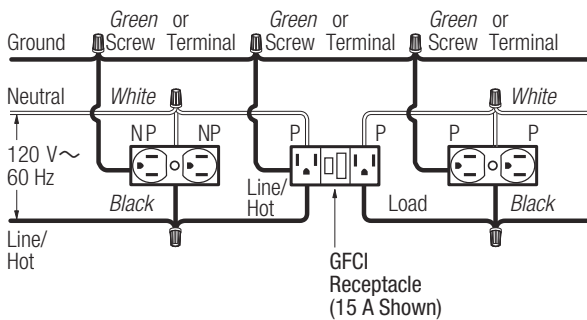 Green or Green or Green or
Ground Screw Terminal Screw Terminal Screw Terminal
Neutral White White
NP NP P P P P
120 V~
60 Hz
Black Line/ Load Black
Hot
Line/
Hot
GFCI
Receptacle
(15 A Shown)